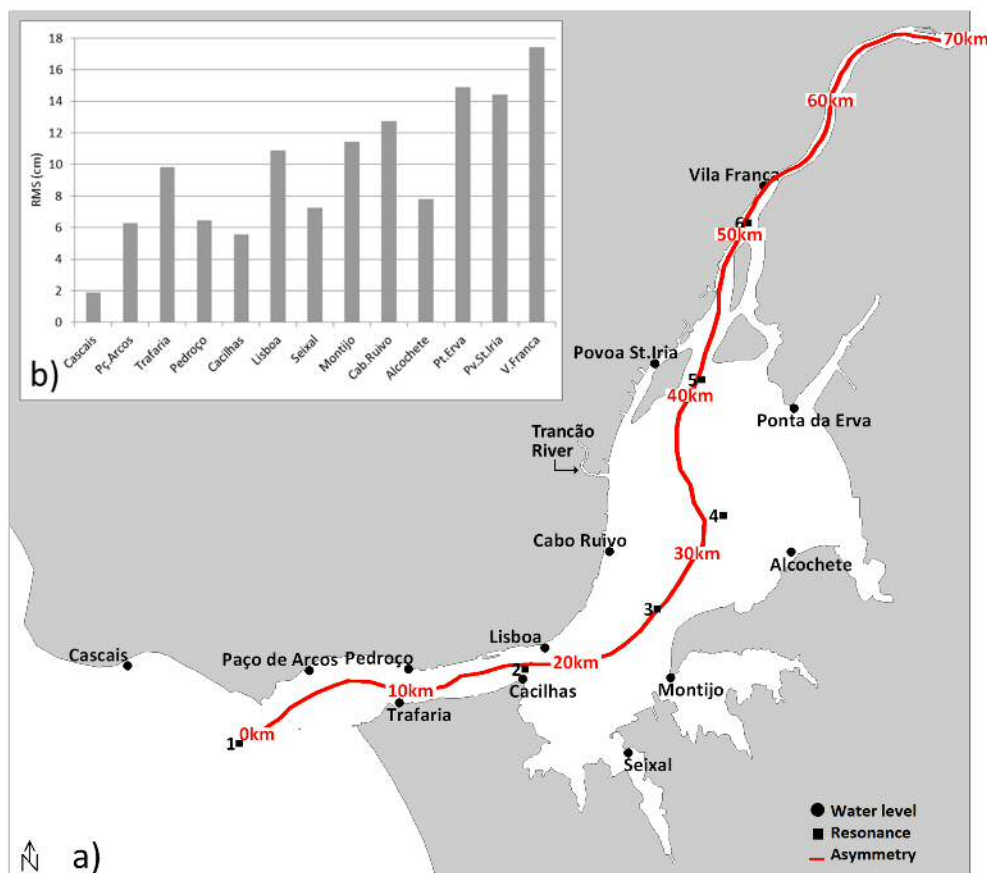 18
16
14
12
10
8
6
4
2
0
RMS (cm)
Cascais
Pç.Arcos
Trafaria
Pedroço
Cacilhas
Lisboa
Seixal
Montijo
Cab.Ruivo
Alcochete
Pt.Erva
Pv.St.Iria
V.Franca
b)
70km
60km
Vila Franca
6
50km
Povoa St.Iria
5
40km
Ponta da Erva
Trancão
River
4
Cabo Ruivo
30km
Alcochete
3
Lisboa
Cascais
Paço de Arcos
Pedroço
2
20km
Cacilhas
10km
Montijo
Trafaria
0km
1
Seixal
Water level
Resonance
Asymmetry
N
a)